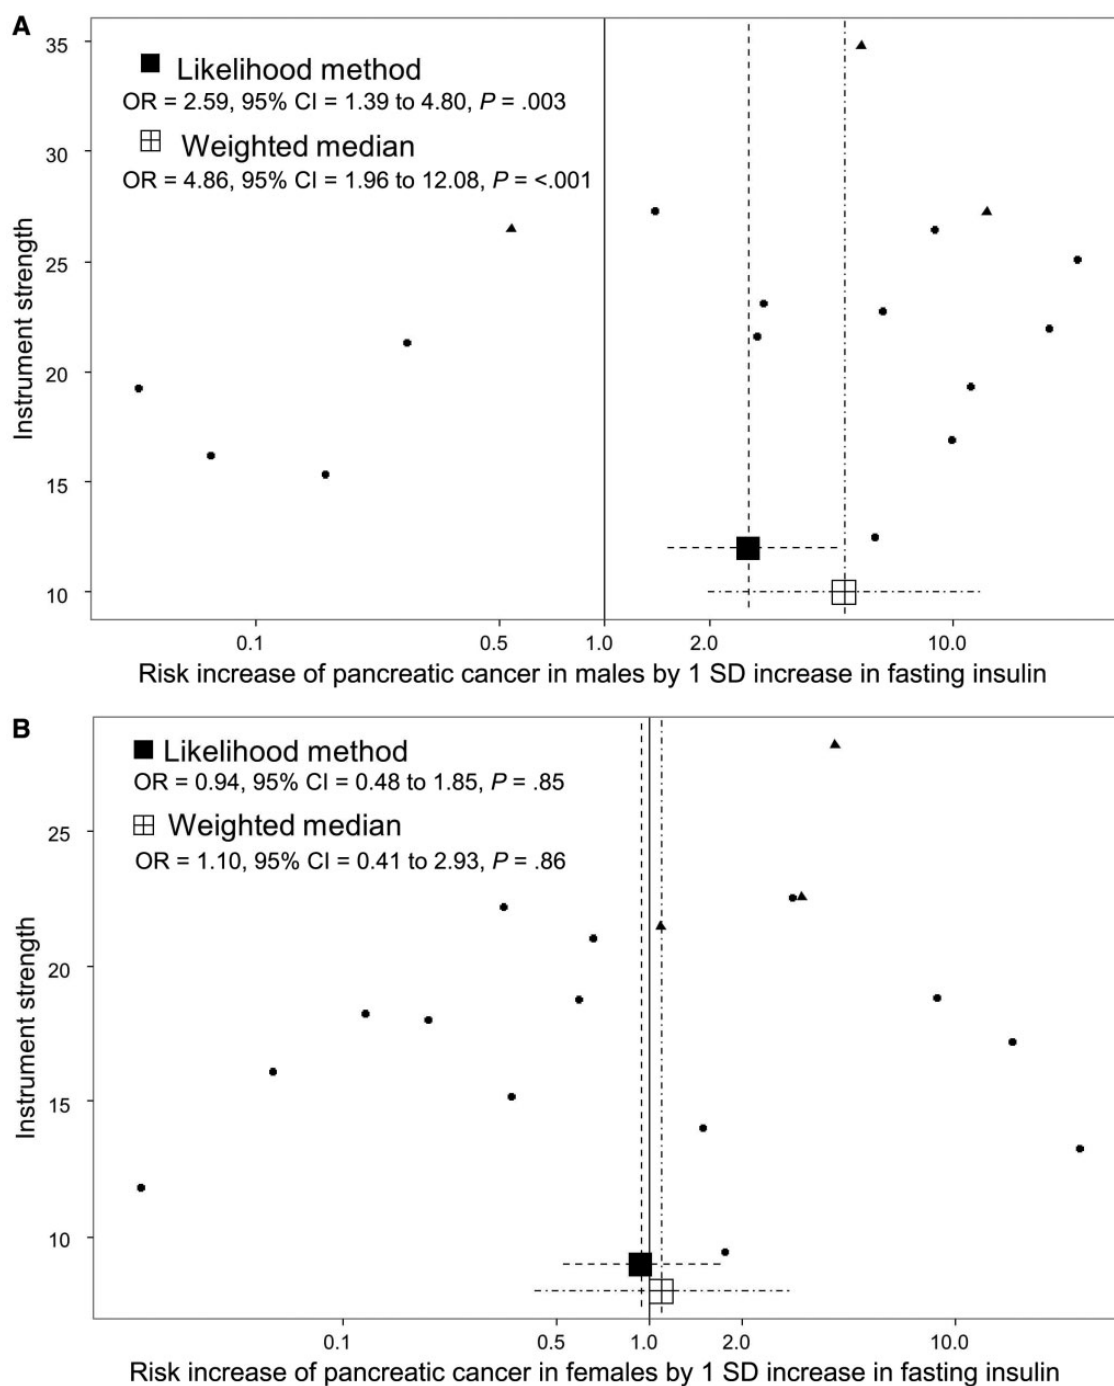 A
35
30
25
20
15
10
Instrument strength
Likelihood method
OR = 2.59, 95% CI = 1.39 to 4.80, P = .003
Weighted median
OR = 4.86, 95% CI = 1.96 to 12.08, P = <.001
0.1 0.5 1.0 2.0 10.0
Risk increase of pancreatic cancer in males by 1 SD increase in fasting insulin
B
25
20
15
10
Instrument strength
Likelihood method
OR = 0.94, 95% CI = 0.48 to 1.85, P = .85
Weighted median
OR = 1.10, 95% CI = 0.41 to 2.93, P = .86
0.1 0.5 1.0 2.0 10.0
Risk increase of pancreatic cancer in females by 1 SD increase in fasting insulin